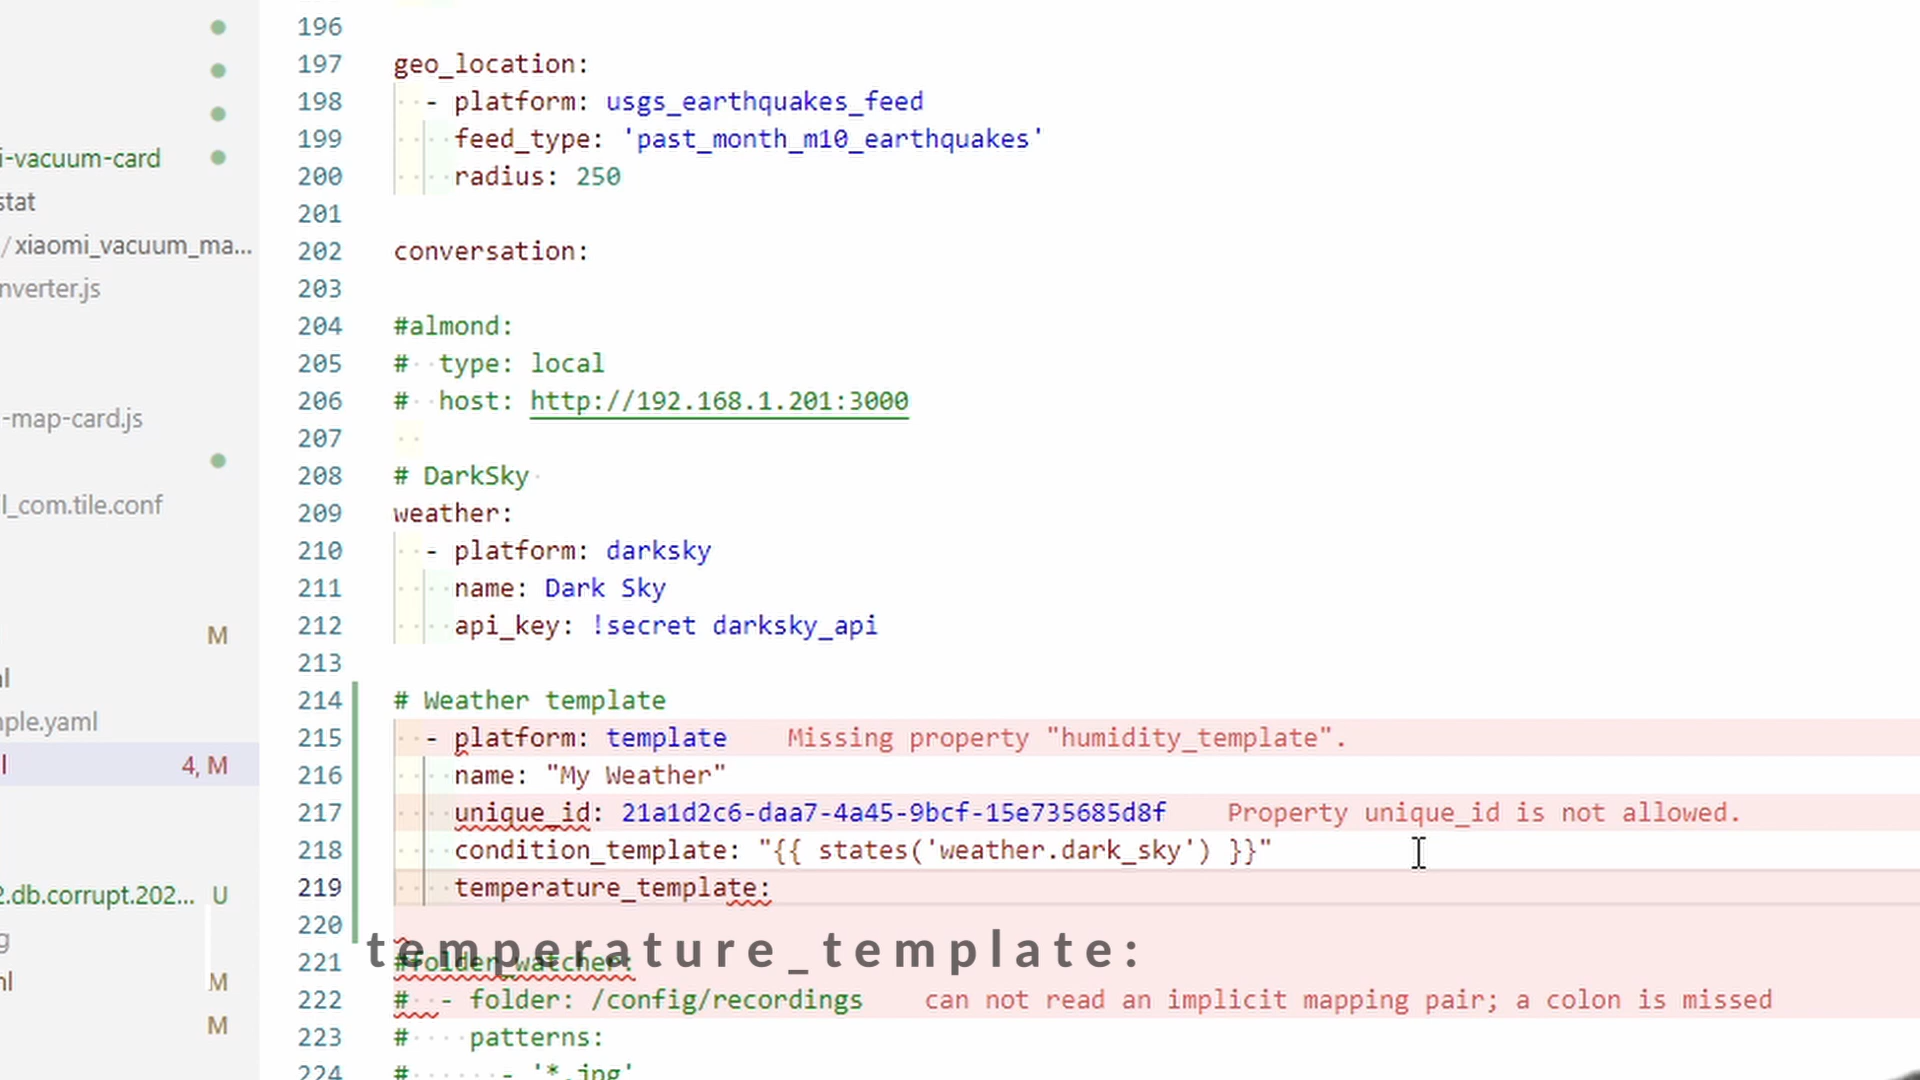 i-vacuum-card
stat
/xiaomi_vacuum_ma...
nverter.js
-map-card.js
l_com.tile.conf
M
l
ple.yaml
l 4, M
2.db.corrupt.202... U
g
ml M
M
196
197 geo_location:
198 - platform: usgs_earthquakes_feed
199 feed_type: 'past_month_m10_earthquakes'
200 radius: 250
201
202 conversation:
203
204 #almond:
205 # type: local
206 # host: http://192.168.1.201:3000
207
208 # DarkSky
209 weather:
210 - platform: darksky
211 name: Dark Sky
212 api_key: !secret darksky_api
213
214 # Weather template
215 - platform: template Missing property "humidity_template".
216 name: "My Weather"
217 unique_id: 21a1d2c6-daa7-4a45-9bcf-15e735685d8f Property unique_id is not allowed.
218 condition_template: "{{ states('weather.dark_sky') }}"
219 temperature_template:
220
temperature_template:
221 #folder_watcher:
222 # - folder: /config/recordings can not read an implicit mapping pair; a colon is missed
223 # patterns:
224 # - '*.jpg'